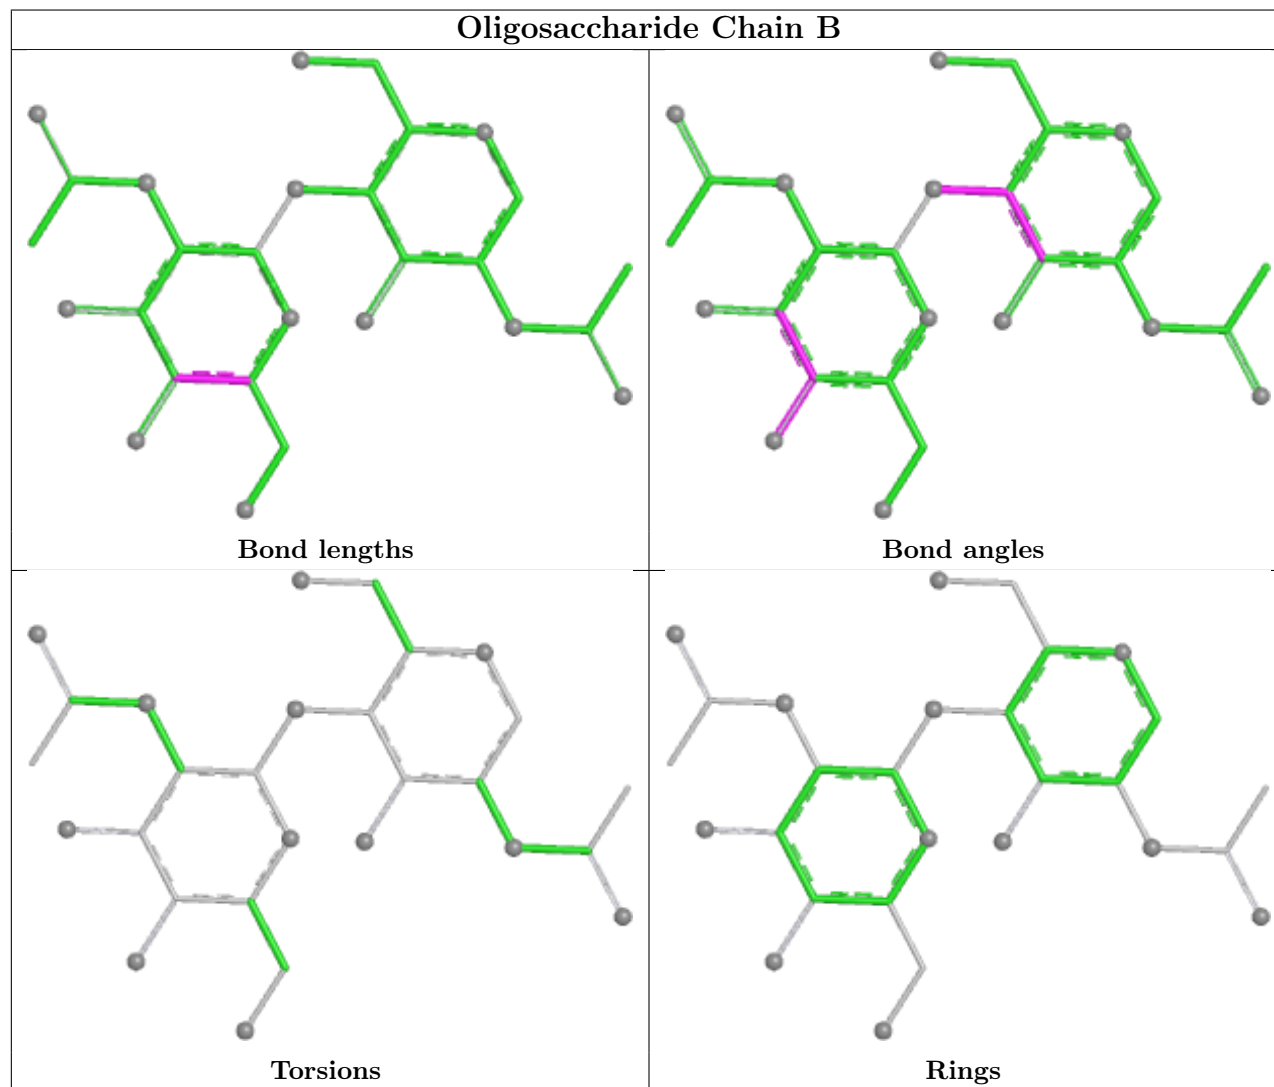 Oligosaccharide Chain B
Bond lengths
Bond angles
Torsions
Rings